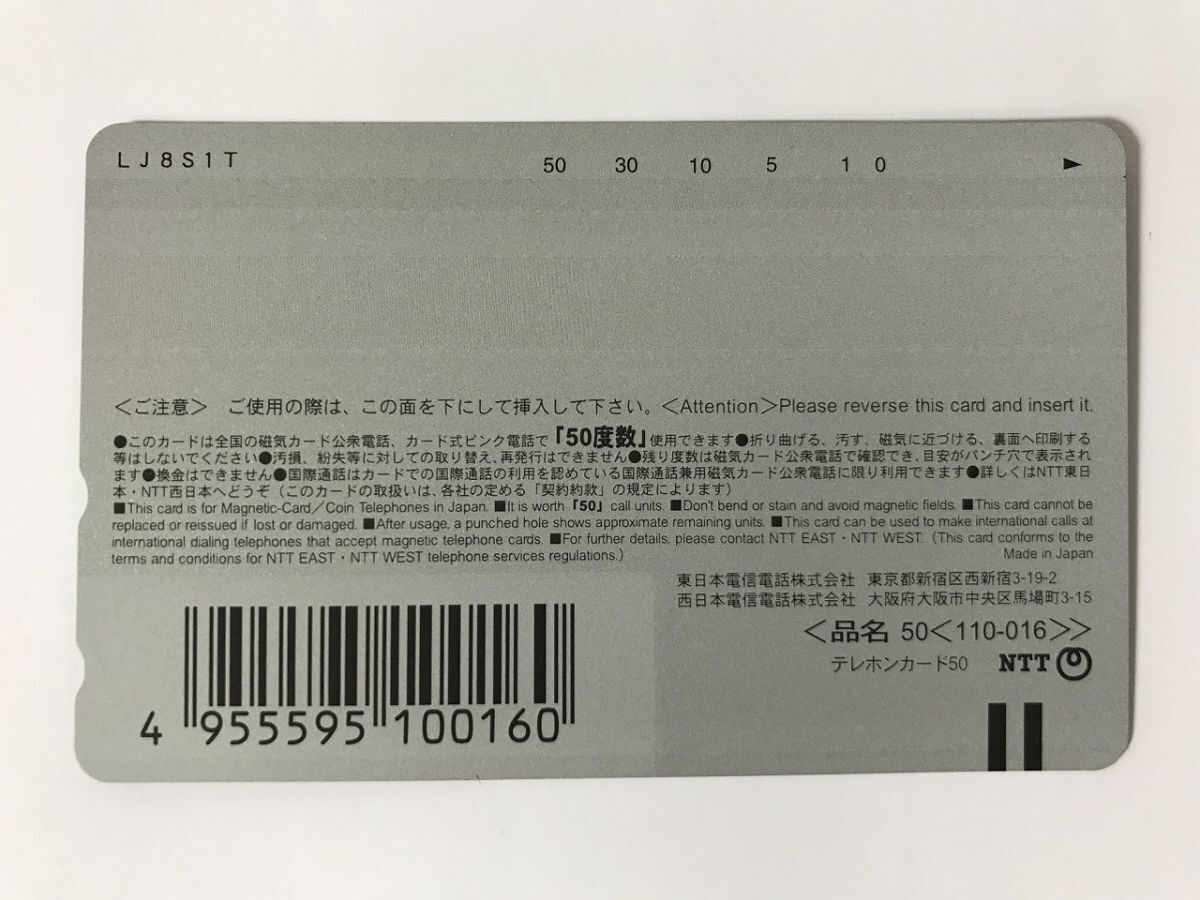 LJ8S1T 50 30 10 5 1 0 ►
＜ご注意＞ ご使用の際は、この面を下にして挿入して下さい。＜Attention＞Please reverse this card and insert it.
●このカードは全国の磁気カード公衆電話、カード式ピンク電話で「50度数」使用できます●折り曲げる、汚す、磁気に近づける、裏面へ印刷する
等はしないでください●汚損、紛失等に対しての取り替え、再発行はできません●残り度数は磁気カード公衆電話で確認でき、目安がパンチ穴で表示され
ます●換金はできません●国際通話はカードでの国際通話の利用を認めている国際通話兼用磁気カード公衆電話に限り利用できます●詳しくはNTT東日
本・NTT西日本へどうぞ（このカードの取扱いは、各社の定める「契約約款」の規定によります）
■This card is for Magnetic-Card／Coin Telephones in Japan. ■It is worth「50」call units. ■Don't bend or stain and avoid magnetic fields. ■This card cannot be
replaced or reissued if lost or damaged. ■After usage, a punched hole shows approximate remaining units. ■This card can be used to make international calls at
international dialing telephones that accept magnetic telephone cards. ■For further details, please contact NTT EAST・NTT WEST.（This card conforms to the
terms and conditions for NTT EAST・NTT WEST telephone services regulations.）
Made in Japan
東日本電信電話株式会社 東京都新宿区西新宿3-19-2
西日本電信電話株式会社 大阪府大阪市中央区馬場町3-15
＜品名 50＜110-016＞＞
テレホンカード50 NTT
4 955595 100160